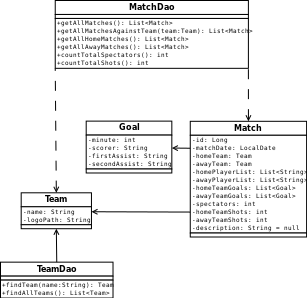 MatchDao
+getAllMatches(): List<Match>
+getAllMatchesAgainstTeam(team:Team): List<Match>
+getAllHomeMatches(): List<Match>
+getAllAwayMatches(): List<Match>
+countTotalSpectators(): int
+countTotalShots(): int
Goal
-minute: int
-scorer: String
-firstAssist: String
-secondAssist: String
Match
-id: Long
-matchDate: LocalDate
-homeTeam: Team
-awayTeam: Team
-homePlayerList: List<String>
-awayPlayerList: List<String>
-homeTeamGoals: List<Goal>
-awayTeamGoals: List<Goal>
-spectators: int
-homeTeamShots: int
-awayTeamShots: int
-description: String = null
Team
-name: String
-logoPath: String
TeamDao
+findTeam(name:String): Team
+findAllTeams(): List<Team>